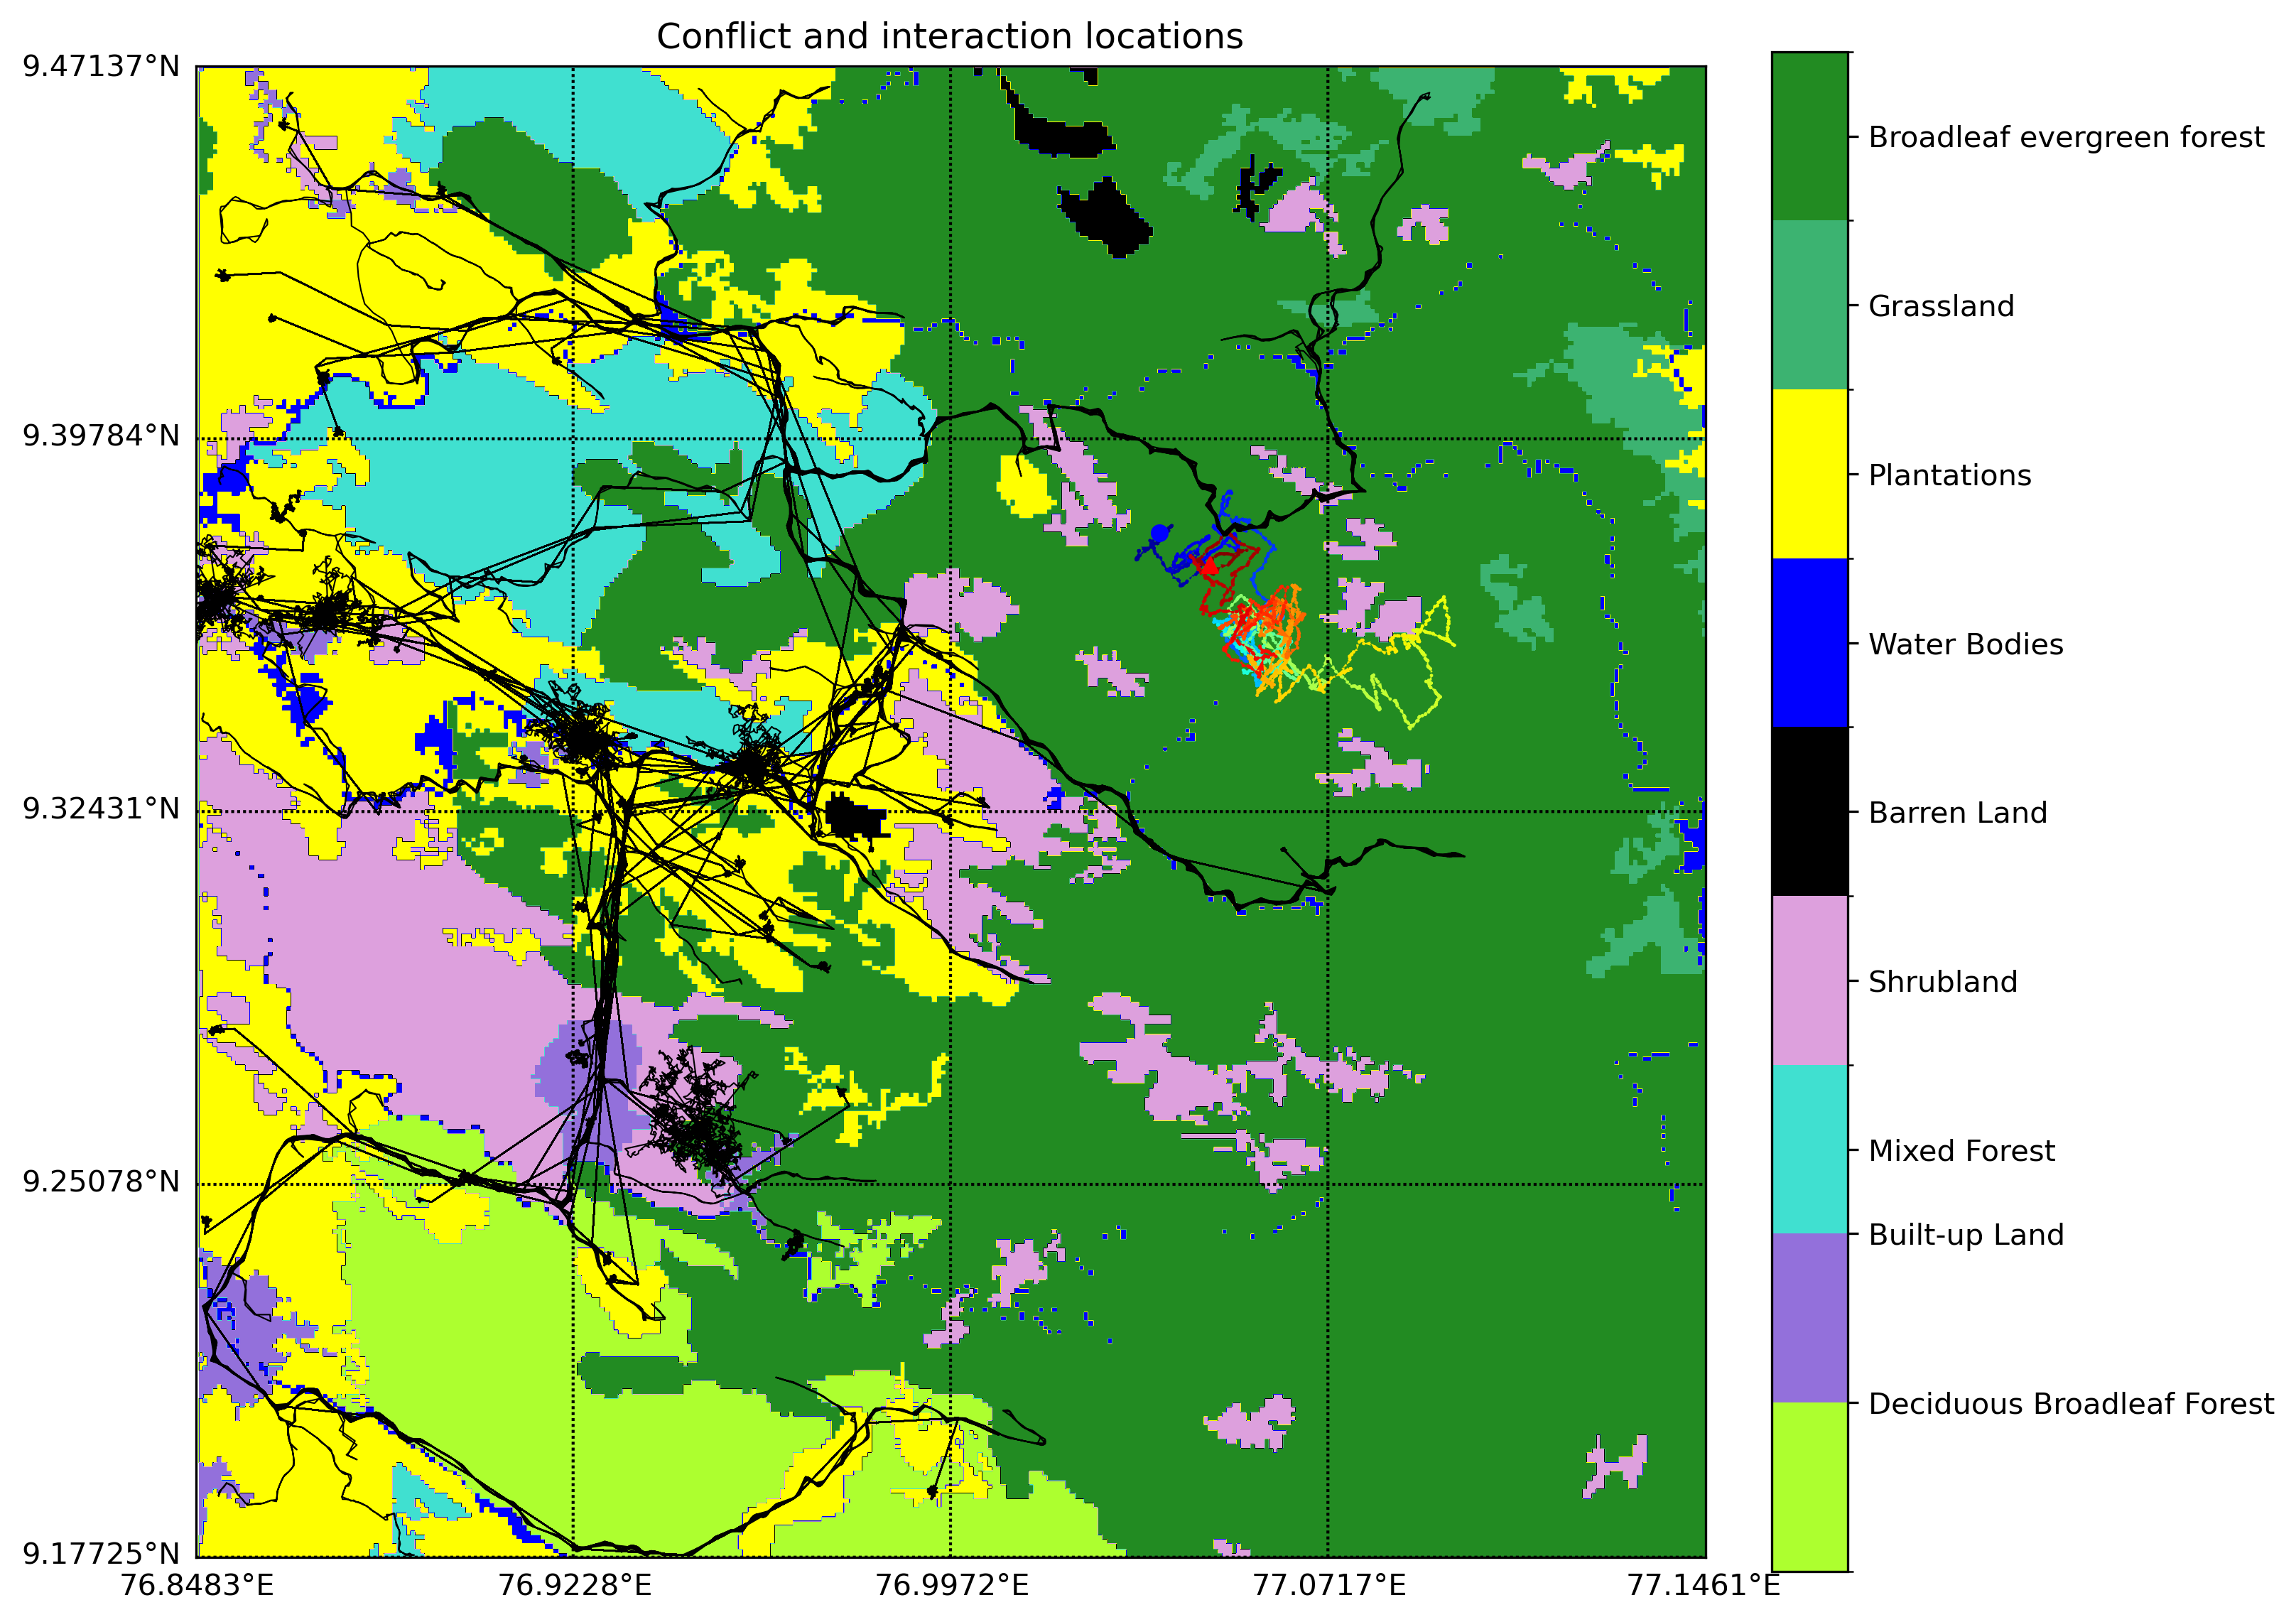 Conflict and interaction locations
9.47137°N
9.39784°N
9.32431°N
9.25078°N
9.17725°N
76.8483°E
76.9228°E
76.9972°E
77.0717°E
77.1461°E
Broadleaf evergreen forest
Grassland
Plantations
Water Bodies
Barren Land
Shrubland
Mixed Forest
Built-up Land
Deciduous Broadleaf Forest